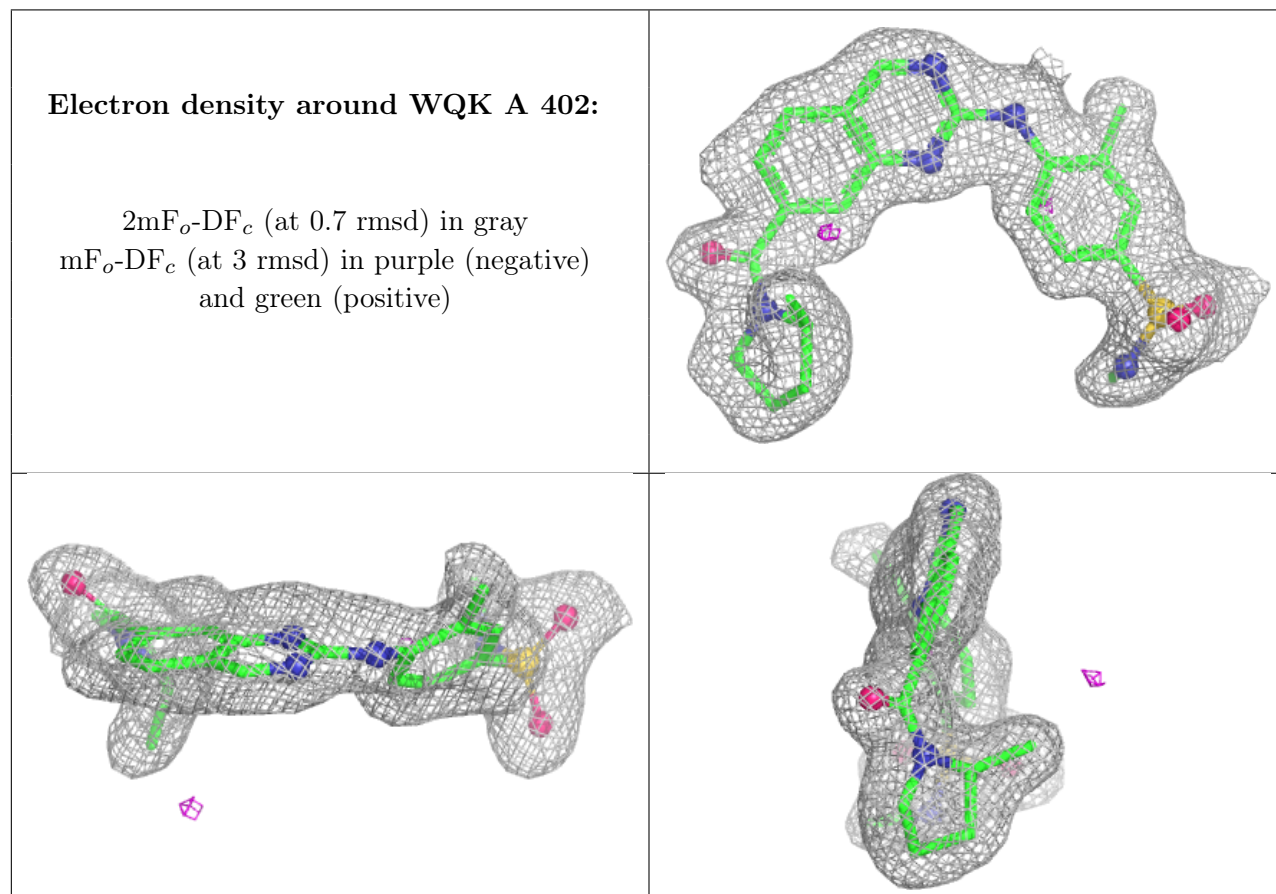 Electron density around WQK A 402:
2mFo-DFc (at 0.7 rmsd) in gray
mFo-DFc (at 3 rmsd) in purple (negative)
and green (positive)